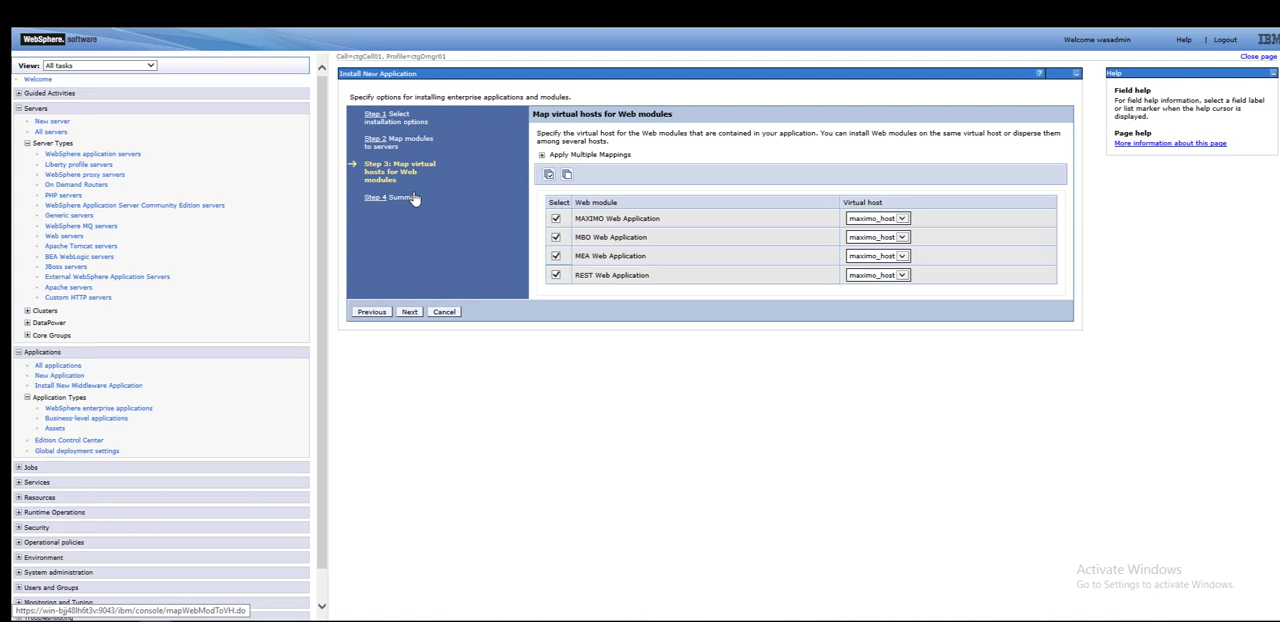 WebSphere. software
Welcome wasadmin
Help | Logout
IBM
View: All tasks
Cell=ctgCell01, Profile=ctgDmgr01
Close page
Welcome
Guided Activities
Servers
New server
All servers
Server Types
WebSphere application servers
Liberty profile servers
WebSphere proxy servers
On Demand Routers
PHP servers
WebSphere Application Server Community Edition servers
Generic servers
WebSphere MQ servers
Web servers
Apache Tomcat servers
BEA WebLogic servers
JBoss servers
External WebSphere Application Servers
Apache servers
Custom HTTP servers
Clusters
DataPower
Core Groups
Applications
All applications
New Application
Install New Middleware Application
Application Types
WebSphere enterprise applications
Business-level applications
Assets
Edition Control Center
Global deployment settings
Jobs
Services
Resources
Runtime Operations
Security
Operational policies
Environment
System administration
Users and Groups
Monitoring and Tuning
Troubleshooting
https://win-bjj48lh6t3v:9043/ibm/console/mapWebModToVH.do
Install New Application
?
Specify options for installing enterprise applications and modules.
Step 1 Select
installation options
Step 2 Map modules
to servers
Step 3: Map virtual
hosts for Web
modules
Step 4 Summ
Map virtual hosts for Web modules
Specify the virtual host for the Web modules that are contained in your application. You can install Web modules on the same virtual host or disperse them
among several hosts.
Apply Multiple Mappings
Select Web module Virtual host
MAXIMO Web Application maximo_host
MBO Web Application maximo_host
MEA Web Application maximo_host
REST Web Application maximo_host
Previous Next Cancel
Help
Field help
For field help information, select a field label
or list marker when the help cursor is
displayed.
Page help
More information about this page
Activate Windows
Go to Settings to activate Windows.